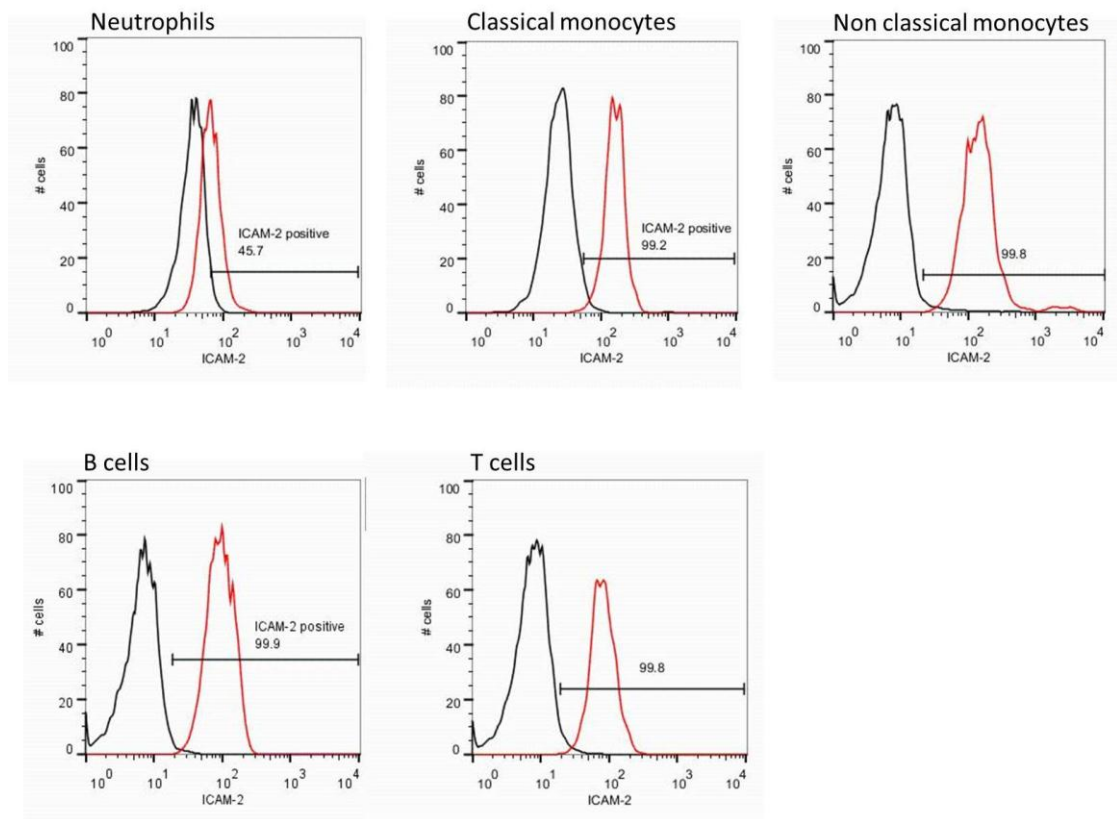 Neutrophils
100
80
60
40
20
0
# cells
ICAM-2 positive
45.7
10^0 10^1 10^2 10^3 10^4
ICAM-2
Classical monocytes
100
80
60
40
20
0
# cells
ICAM-2 positive
99.2
10^0 10^1 10^2 10^3 10^4
ICAM-2
Non classical monocytes
100
80
60
40
20
0
# cells
99.8
10^0 10^1 10^2 10^3 10^4
ICAM-2
B cells
100
80
60
40
20
0
# cells
ICAM-2 positive
99.9
10^0 10^1 10^2 10^3 10^4
ICAM-2
T cells
100
80
60
40
20
0
# cells
99.8
10^0 10^1 10^2 10^3 10^4
ICAM-2